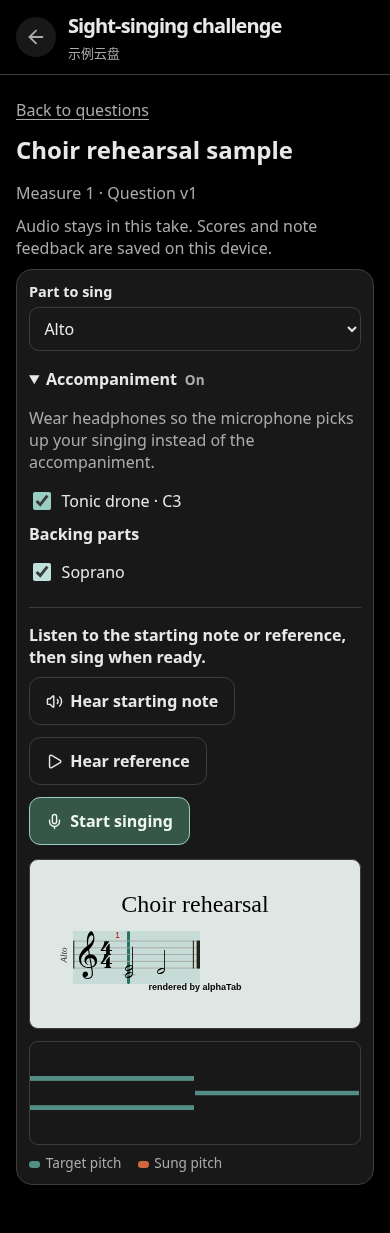 Sight-singing challenge
示例云盘
Back to questions
Choir rehearsal sample
Measure 1 · Question v1
Audio stays in this take. Scores and note
feedback are saved on this device.
Part to sing
Alto
Accompaniment On
Wear headphones so the microphone picks
up your singing instead of the
accompaniment.
Tonic drone · C3
Backing parts
Soprano
Listen to the starting note or reference,
then sing when ready.
Hear starting note
Hear reference
Start singing
Choir rehearsal
1
Alto
4
4
rendered by alphaTab
Target pitch
Sung pitch